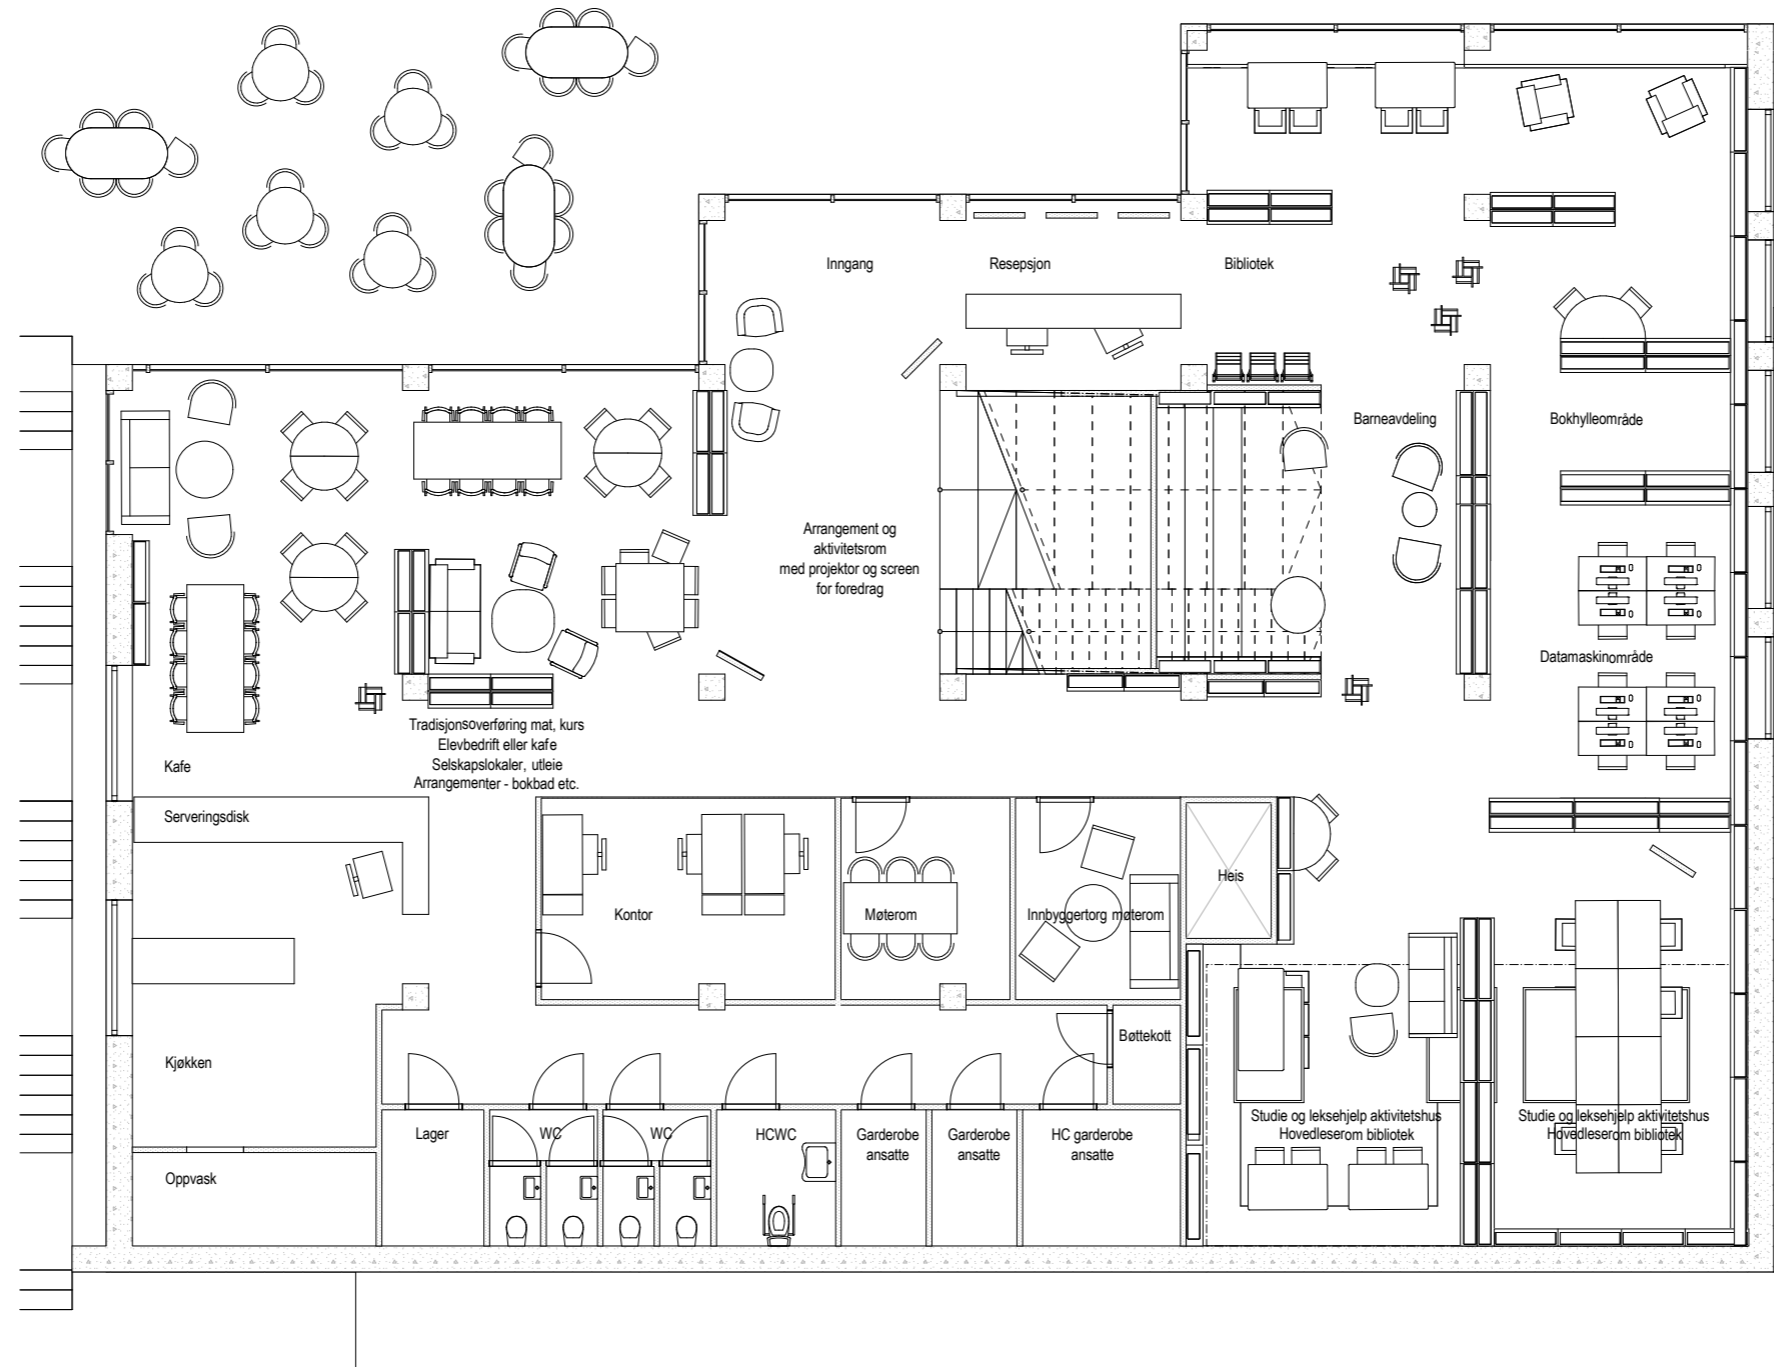 Inngang
Resepsjon
Bibliotek
Barneavdeling
Bokhylleområde
Arrangement og
aktivitetsrom
med projektor og screen
for foredrag
Datamaskinområde
Tradisjonsoverføring mat, kurs
Elevbedrift eller kafe
Selskapslokaler, utleie
Arrangementer - bokbad etc.
Kafe
Serveringsdisk
Kontor
Møterom
Innbyggertorg møterom
Heis
Kjøkken
Bøttekott
Studie og leksehjelp aktivitetshus
Hovedleserom bibliotek
Studie og leksehjelp aktivitetshus
Hovedleserom bibliotek
Lager
WC
WC
HCWC
Garderobe
ansatte
Garderobe
ansatte
HC garderobe
ansatte
Oppvask